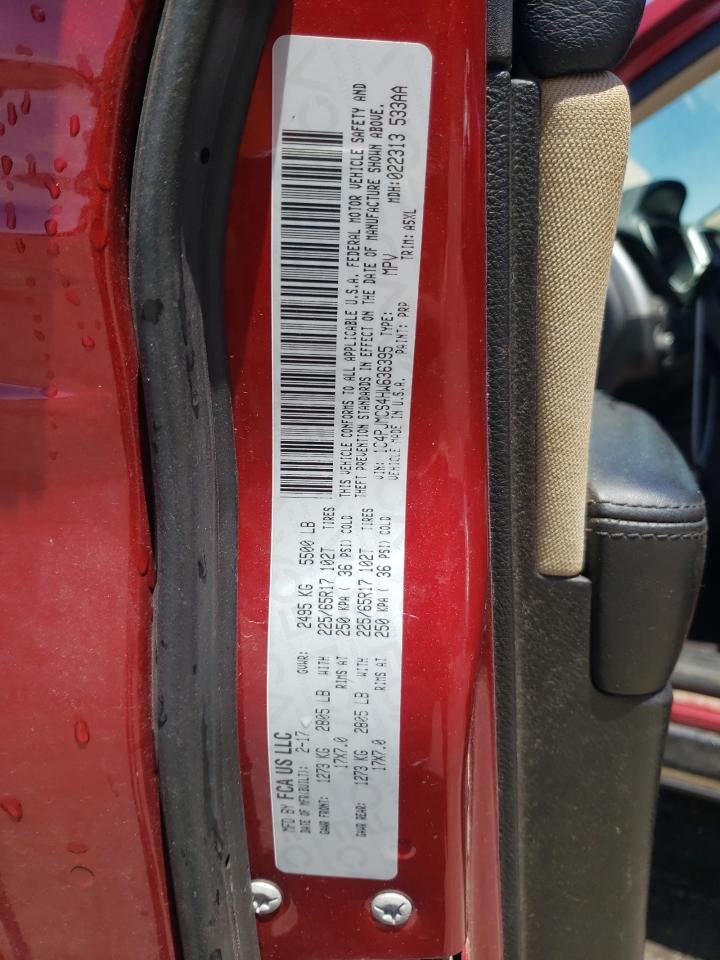 MFD BY FCA US LLC
DATE OF MFR(BUILT): 2-17 GVWR: 2495 KG 5500 LB
GAWR FRONT: 1273 KG 2805 LB WITH 225/65R17 102T TIRES
17X7.0 RIMS AT 250 KPA ( 36 PSI) COLD
GAWR REAR: 1273 KG 2805 LB WITH 225/65R17 102T TIRES
17X7.0 RIMS AT 250 KPA ( 36 PSI) COLD
THIS VEHICLE CONFORMS TO ALL APPLICABLE U.S.A. FEDERAL MOTOR VEHICLE SAFETY AND
THEFT PREVENTION STANDARDS IN EFFECT ON THE DATE OF MANUFACTURE SHOWN ABOVE.
VIN: 1C4PJMCS4HW636395 TYPE: MPV MDH:022313 533AA
VEHICLE MADE IN U.S.A. PAINT: PRP TRIM: A5XL